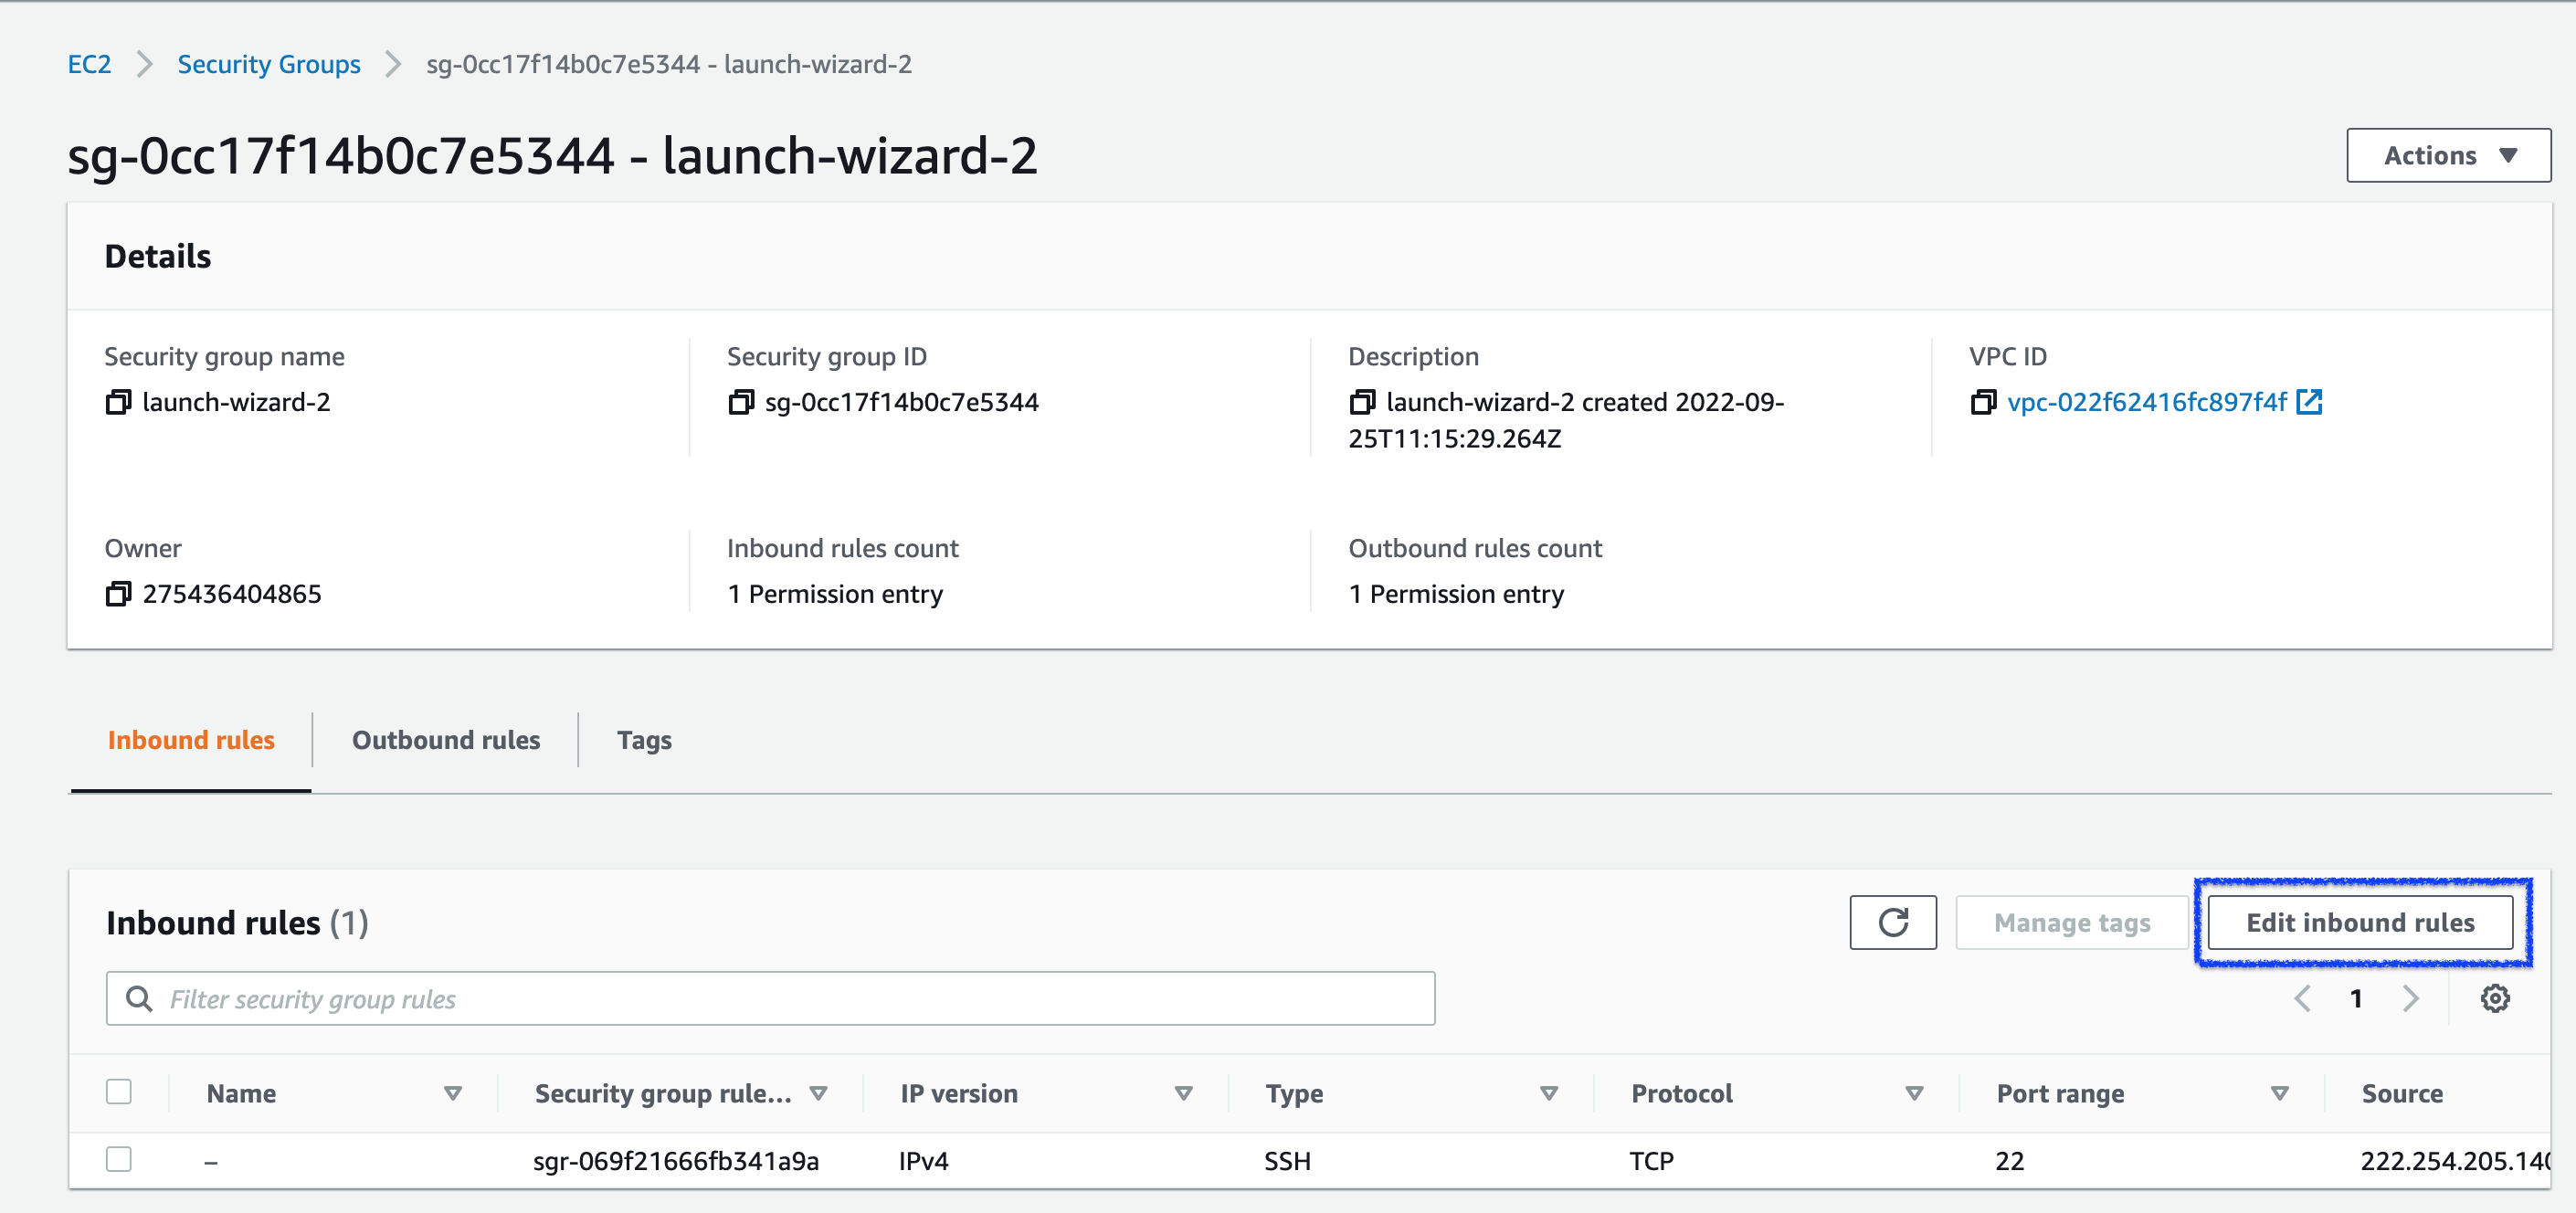 EC2 > Security Groups > sg-0cc17f14b0c7e5344 - launch-wizard-2
sg-0cc17f14b0c7e5344 - launch-wizard-2
Actions
Details
Security group name
launch-wizard-2
Security group ID
sg-0cc17f14b0c7e5344
Description
launch-wizard-2 created 2022-09-
25T11:15:29.264Z
VPC ID
vpc-022f62416fc897f4f
Owner
275436404865
Inbound rules count
1 Permission entry
Outbound rules count
1 Permission entry
Inbound rules Outbound rules Tags
Inbound rules (1)
Manage tags Edit inbound rules
Filter security group rules
1
Name Security group rule... IP version Type Protocol Port range Source
– sgr-069f21666fb341a9a IPv4 SSH TCP 22 222.254.205.140